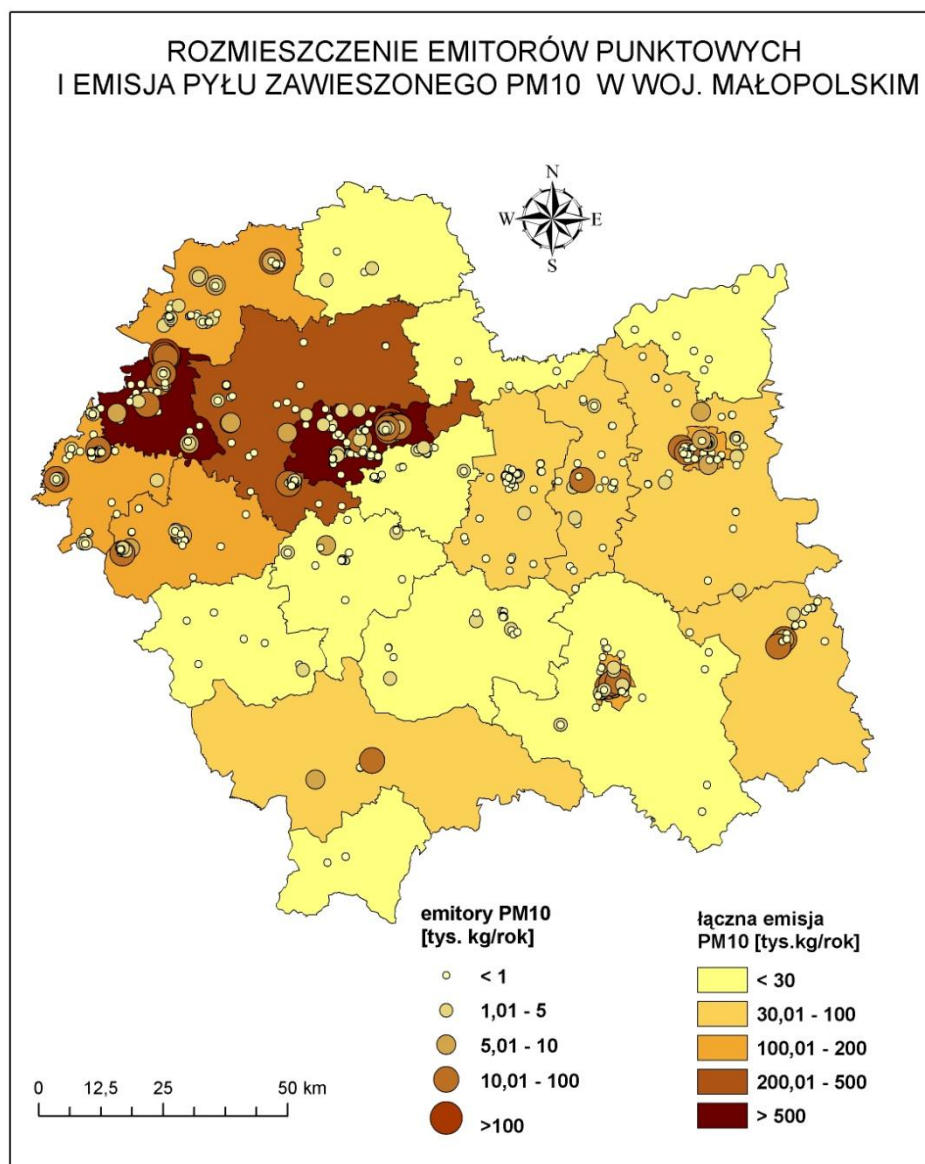 ROZMIESZCZENIE EMITORÓW PUNKTOWYCH
I EMISJA PYŁU ZAWIESZONEGO PM10 W WOJ. MAŁOPOLSKIM
N
W E
S
emitory PM10
[tys. kg/rok]
< 1
1,01 - 5
5,01 - 10
10,01 - 100
>100
łączna emisja
PM10 [tys.kg/rok]
< 30
30,01 - 100
100,01 - 200
200,01 - 500
> 500
0 12,5 25 50 km